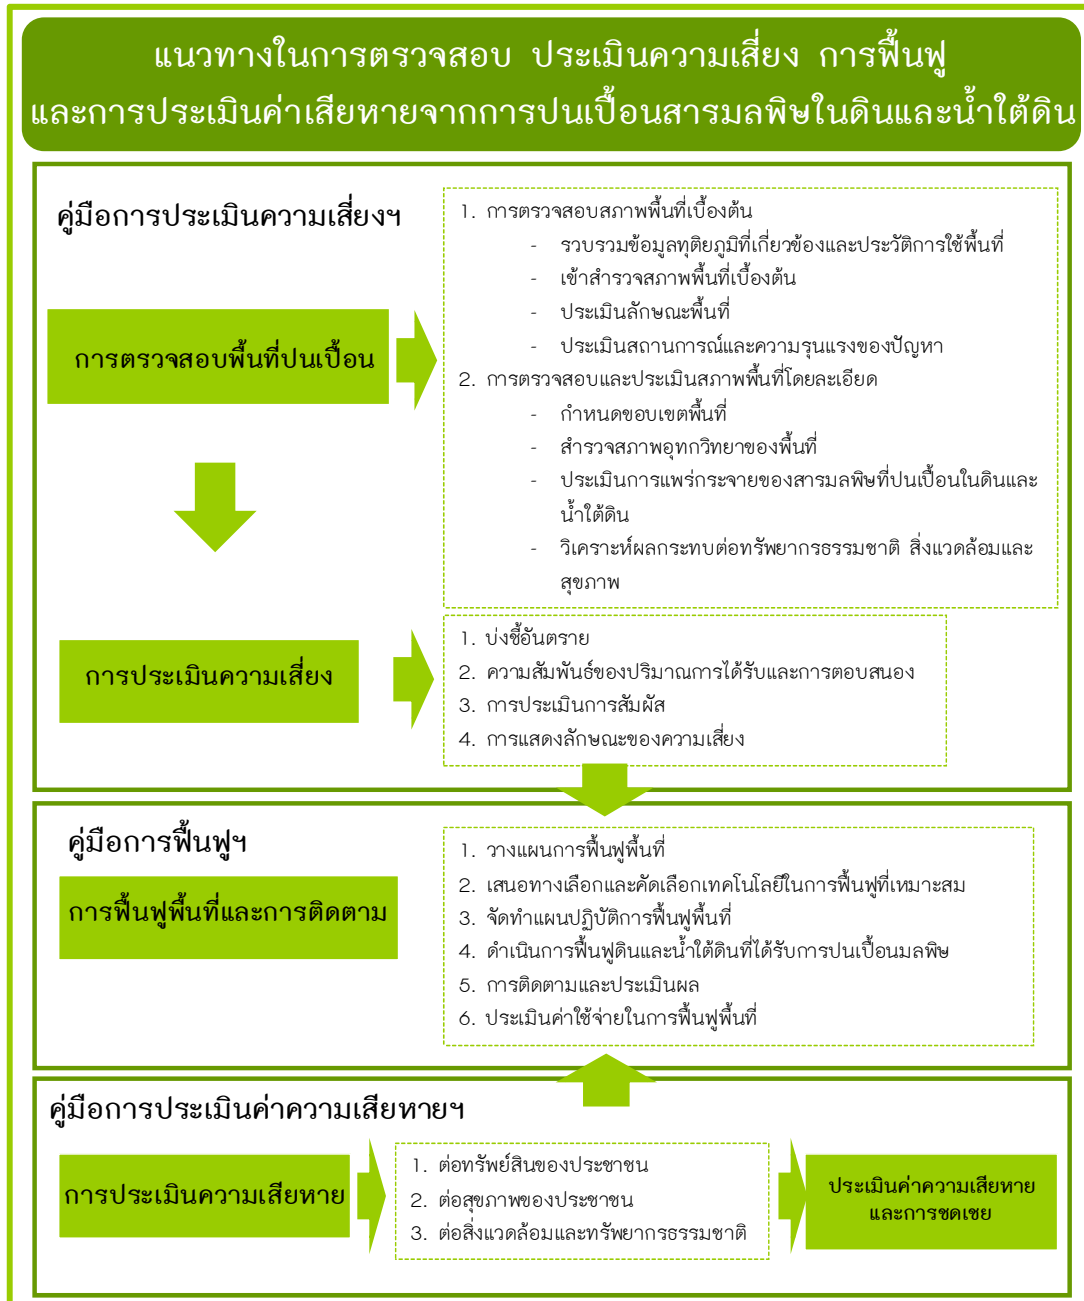 แนวทางในการตรวจสอบ ประเมินความเสี่ยง การฟื้นฟู
และการประเมินค่าเสียหายจากการปนเปื้อนสารมลพิษในดินและน้ำใต้ดิน
คู่มือการประเมินความเสี่ยงฯ
การตรวจสอบพื้นที่ปนเปื้อน
1. การตรวจสอบสภาพพื้นที่เบื้องต้น
- รวบรวมข้อมูลทุติยภูมิที่เกี่ยวข้องและประวัติการใช้พื้นที่
- เข้าสำรวจสภาพพื้นที่เบื้องต้น
- ประเมินลักษณะพื้นที่
- ประเมินสถานการณ์และความรุนแรงของปัญหา
2. การตรวจสอบและประเมินสภาพพื้นที่โดยละเอียด
- กำหนดขอบเขตพื้นที่
- สำรวจสภาพอุทกวิทยาของพื้นที่
- ประเมินการแพร่กระจายของสารมลพิษที่ปนเปื้อนในดินและ
น้ำใต้ดิน
- วิเคราะห์ผลกระทบต่อทรัพยากรธรรมชาติ สิ่งแวดล้อมและ
สุขภาพ
การประเมินความเสี่ยง
1. บ่งชี้อันตราย
2. ความสัมพันธ์ของปริมาณการได้รับและการตอบสนอง
3. การประเมินการสัมผัส
4. การแสดงลักษณะของความเสี่ยง
คู่มือการฟื้นฟูฯ
การฟื้นฟูพื้นที่และการติดตาม
1. วางแผนการฟื้นฟูพื้นที่
2. เสนอทางเลือกและคัดเลือกเทคโนโลยีในการฟื้นฟูที่เหมาะสม
3. จัดทำแผนปฏิบัติการฟื้นฟูพื้นที่
4. ดำเนินการฟื้นฟูดินและน้ำใต้ดินที่ได้รับการปนเปื้อนมลพิษ
5. การติดตามและประเมินผล
6. ประเมินค่าใช้จ่ายในการฟื้นฟูพื้นที่
คู่มือการประเมินค่าความเสียหายฯ
การประเมินความเสียหาย
1. ต่อทรัพย์สินของประชาชน
2. ต่อสุขภาพของประชาชน
3. ต่อสิ่งแวดล้อมและทรัพยากรธรรมชาติ
ประเมินค่าความเสียหาย
และการชดเชย